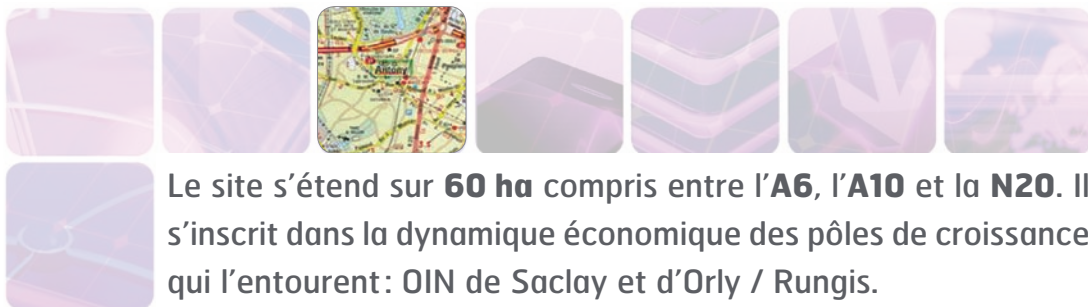 Antony
Le site s’étend sur 60 ha compris entre l’A6, l’A10 et la N20. Il
s’inscrit dans la dynamique économique des pôles de croissance
qui l’entourent : OIN de Saclay et d’Orly / Rungis.